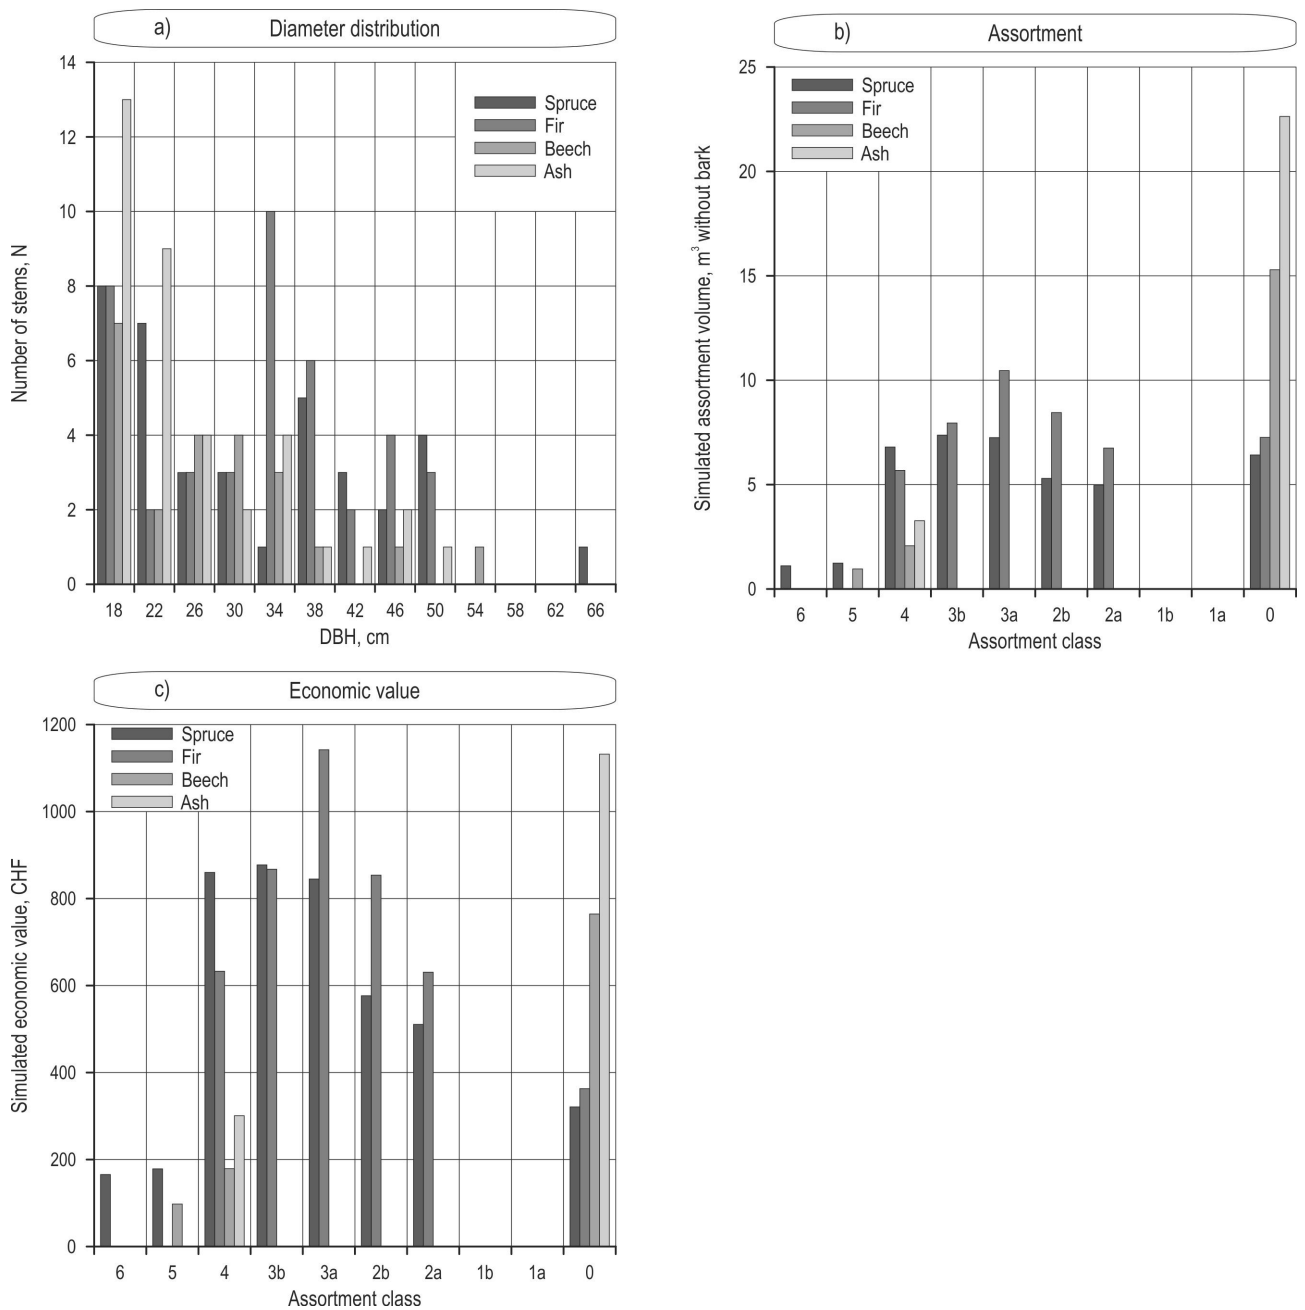 a) Diameter distribution
14
12
10
8
6
4
2
0
Number of stems, N
Spruce
Fir
Beech
Ash
18 22 26 30 34 38 42 46 50 54 58 62 66
DBH, cm
b) Assortment
25
20
15
10
5
0
Simulated assortment volume, m³ without bark
Spruce
Fir
Beech
Ash
6 5 4 3b 3a 2b 2a 1b 1a 0
Assortment class
c) Economic value
1200
1000
800
600
400
200
0
Simulated economic value, CHF
Spruce
Fir
Beech
Ash
6 5 4 3b 3a 2b 2a 1b 1a 0
Assortment class